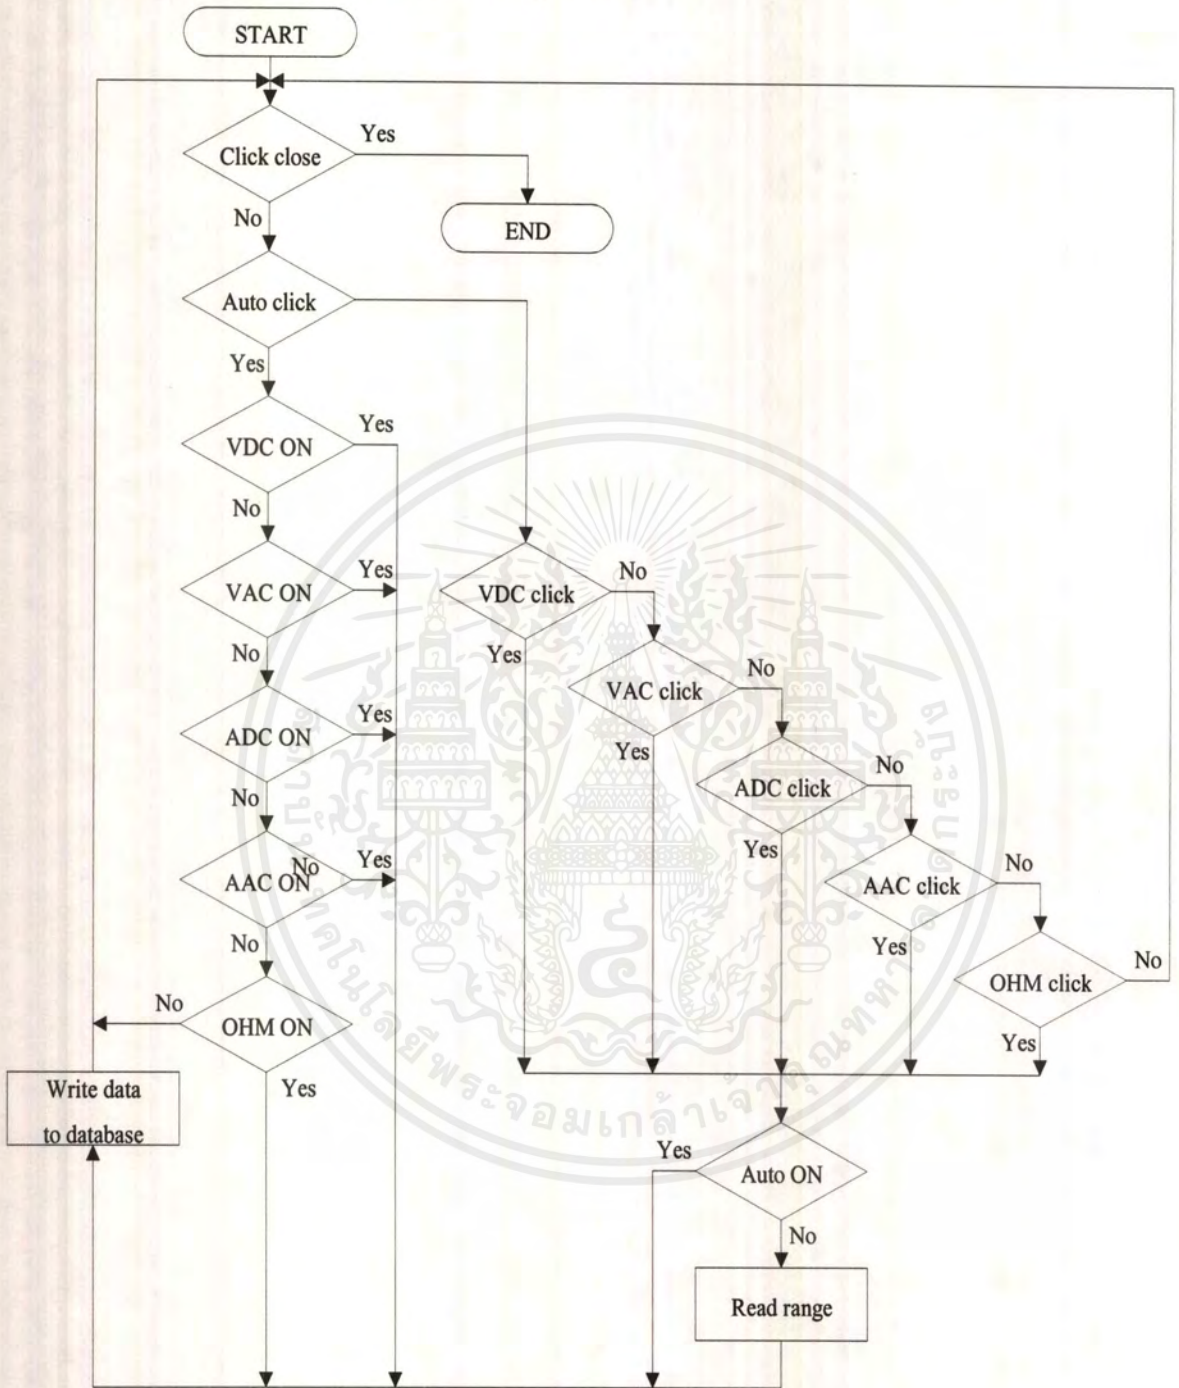 START
Click close
Yes
No
END
Auto click
Yes
VDC ON
Yes
No
VAC ON
Yes
No
ADC ON
Yes
No
AAC ON
No
Yes
No
OHM ON
No
Yes
Write data
to database
VDC click
No
Yes
VAC click
No
Yes
ADC click
No
Yes
AAC click
No
Yes
OHM click
No
Yes
Auto ON
Yes
No
Read range